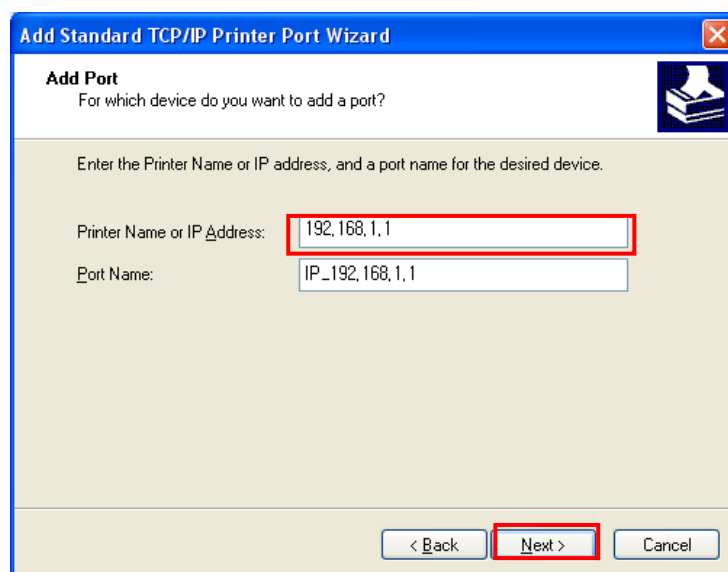 Add Standard TCP/IP Printer Port Wizard
Add Port
For which device do you want to add a port?
Enter the Printer Name or IP address, and a port name for the desired device.
Printer Name or IP Address: 192,168,1,1
Port Name: IP_192,168,1,1
< Back Next > Cancel